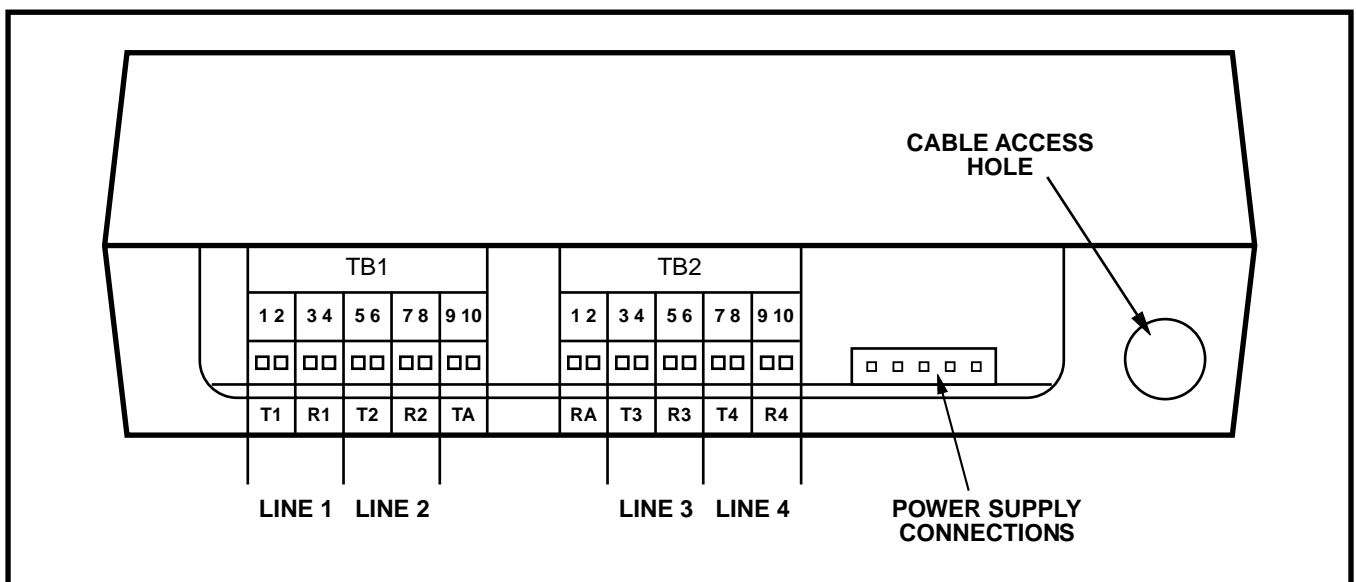 CABLE ACCESS
HOLE
TB1 TB2
1 2 3 4 5 6 7 8 9 10 1 2 3 4 5 6 7 8 9 10
T1 R1 T2 R2 TA RA T3 R3 T4 R4
LINE 1 LINE 2 LINE 3 LINE 4
POWER SUPPLY
CONNECTIONS